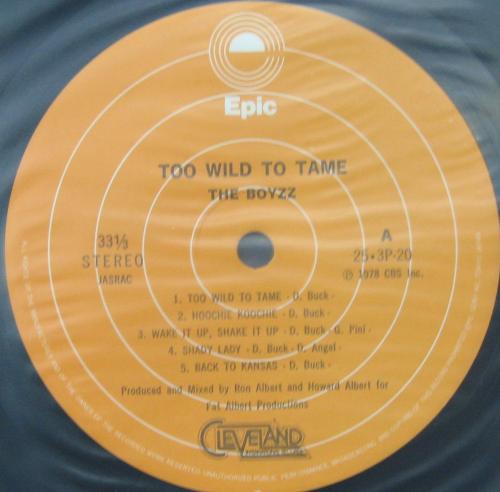 Epic
TOO WILD TO TAME
THE BOYZZ
33⅓
STEREO
JASRAC
A
25・3P-20
Ⓟ 1978 CBS Inc.
1. TOO WILD TO TAME - D. Buck -
2. HOOCHIE KOOCHIE - D. Buck -
3. WAKE IT UP, SHAKE IT UP - D. Buck - G. Pini -
4. SHADY LADY - D. Buck - D. Angel -
5. BACK TO KANSAS - D. Buck -
Produced and Mixed by Ron Albert and Howard Albert for
Fat Albert Productions
CLEVELAND